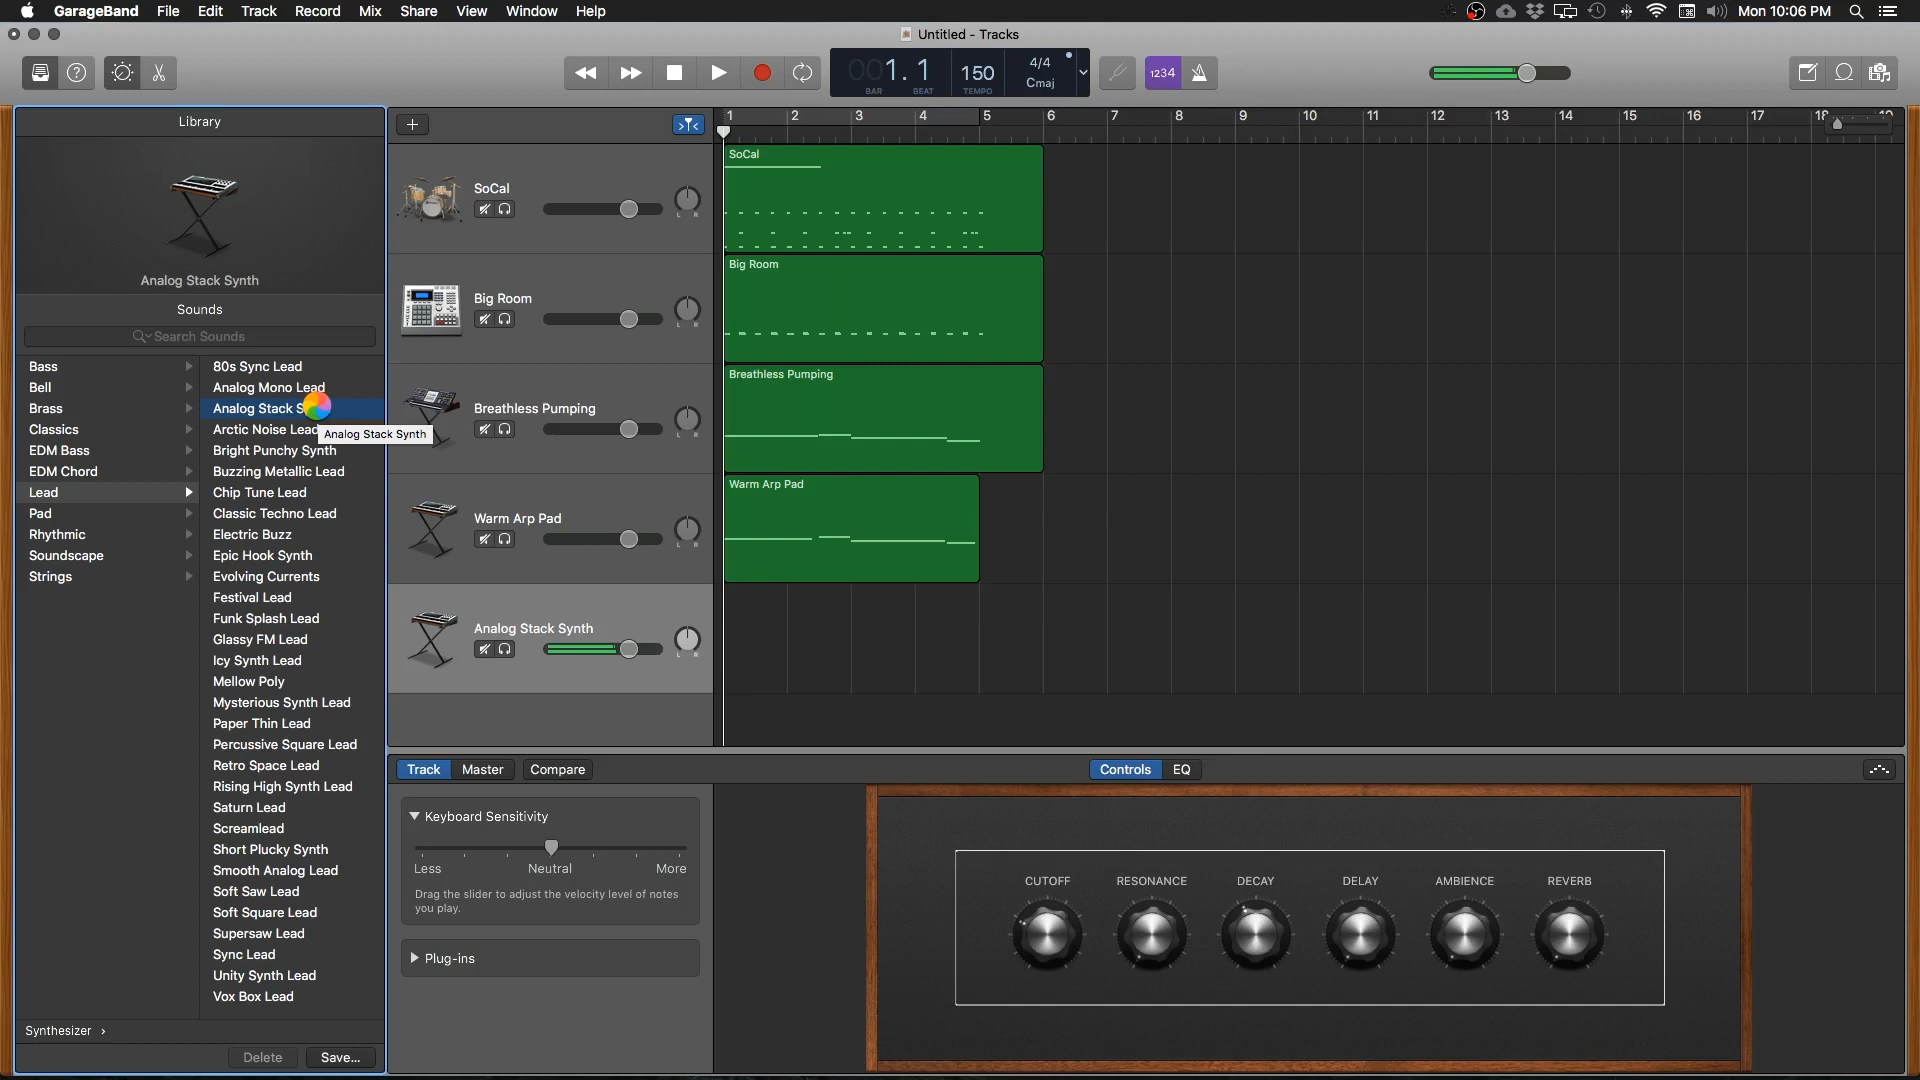 GarageBand File Edit Track Record Mix Share View Window Help
Mon 10:06 PM
Untitled - Tracks
001. 1 150 4/4 Cmaj
BAR BEAT TEMPO
1234
Library
1 2 3 4 5 6 7 8 9 10 11 12 13 14 15 16 17 18
Analog Stack Synth
Sounds
Search Sounds
Bass
Bell
Brass
Classics
EDM Bass
EDM Chord
Lead
Pad
Rhythmic
Soundscape
Strings
80s Sync Lead
Analog Mono Lead
Analog Stack S
Analog Stack Synth
Arctic Noise Lead
Bright Punchy Synth
Buzzing Metallic Lead
Chip Tune Lead
Classic Techno Lead
Electric Buzz
Epic Hook Synth
Evolving Currents
Festival Lead
Funk Splash Lead
Glassy FM Lead
Icy Synth Lead
Mellow Poly
Mysterious Synth Lead
Paper Thin Lead
Percussive Square Lead
Retro Space Lead
Rising High Synth Lead
Saturn Lead
Screamlead
Short Plucky Synth
Smooth Analog Lead
Soft Saw Lead
Soft Square Lead
Supersaw Lead
Sync Lead
Unity Synth Lead
Vox Box Lead
Synthesizer
Delete Save...
SoCal
L R
Big Room
L R
Breathless Pumping
L R
Warm Arp Pad
L R
Analog Stack Synth
L R
SoCal
Big Room
Breathless Pumping
Warm Arp Pad
Track Master Compare
Controls EQ
Keyboard Sensitivity
Less Neutral More
Drag the slider to adjust the velocity level of notes
you play.
Plug-ins
CUTOFF RESONANCE DECAY DELAY AMBIENCE REVERB